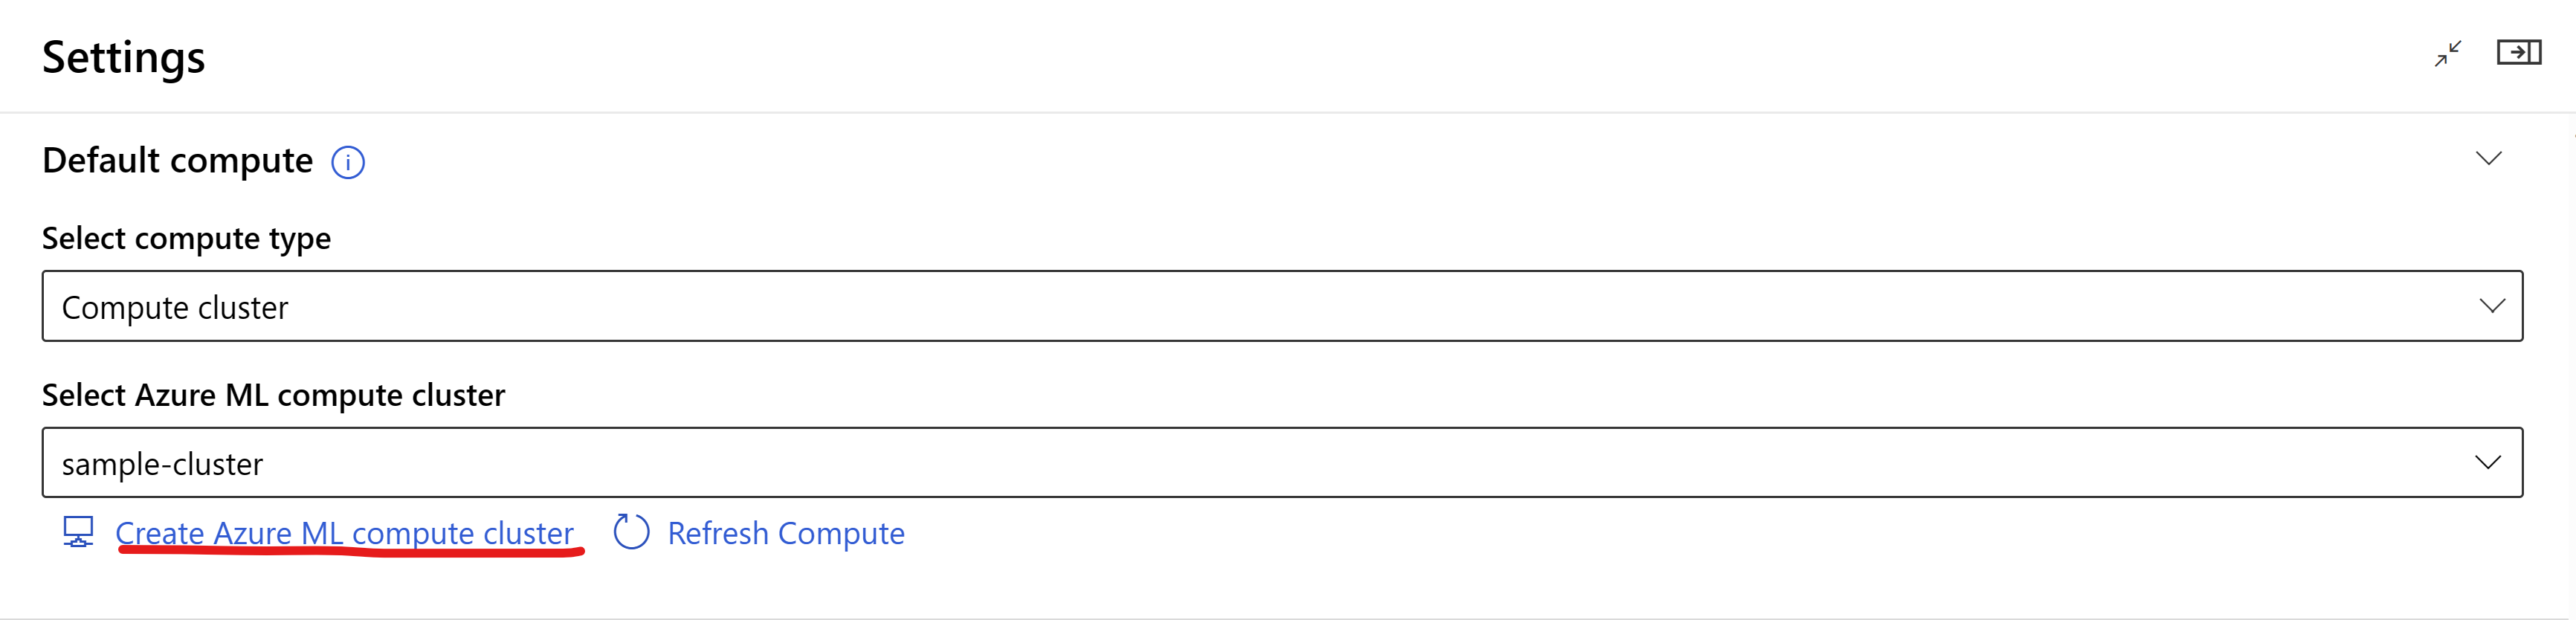 Settings
Default compute
Select compute type
Compute cluster
Select Azure ML compute cluster
sample-cluster
Create Azure ML compute cluster Refresh Compute